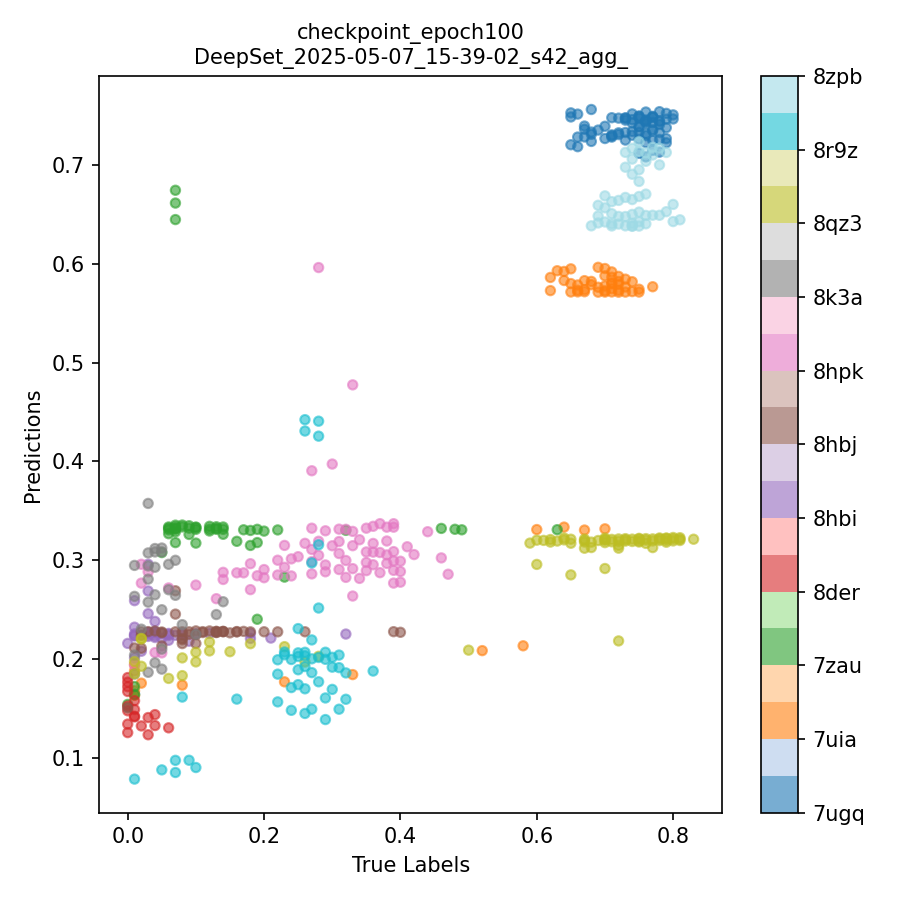 checkpoint_epoch100
DeepSet_2025-05-07_15-39-02_s42_agg_
Predictions
0.7
0.6
0.5
0.4
0.3
0.2
0.1
0.0 0.2 0.4 0.6 0.8
True Labels
8zpb
8r9z
8qz3
8k3a
8hpk
8hbj
8hbi
8der
7zau
7uia
7ugq